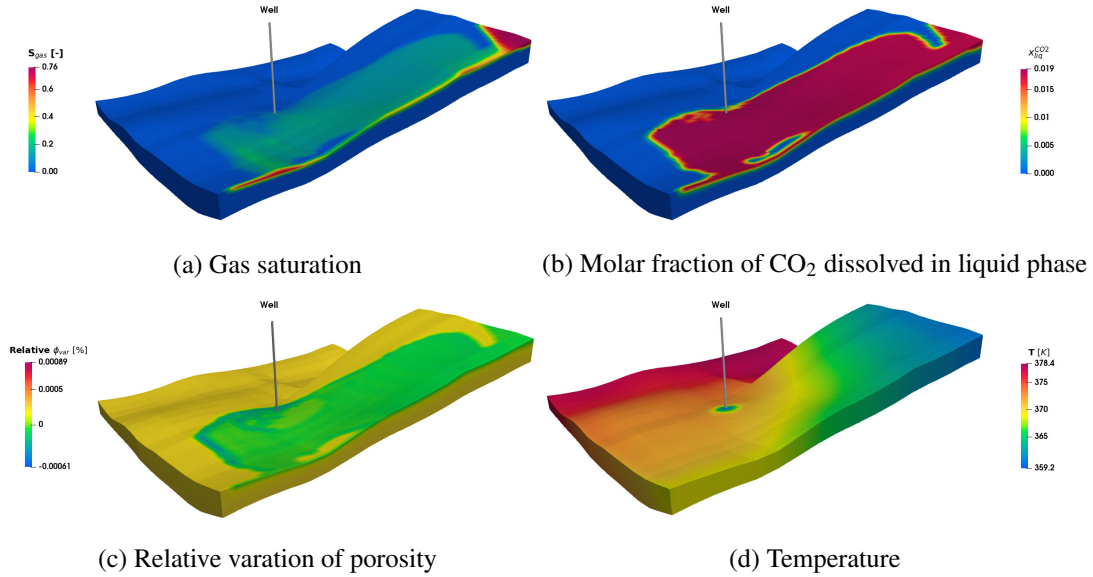 Well
S_gas [-]
0.76
0.6
0.4
0.2
0.00
(a) Gas saturation
Well
x_liq^CO2
0.019
0.01
0.005
0.000
(b) Molar fraction of CO₂ dissolved in liquid phase
Well
Relative ϕ_var [%]
0.00089
0.0005
0
-0.00061
(c) Relative varation of porosity
Well
T [K]
378.4
375
370
365
359.2
(d) Temperature